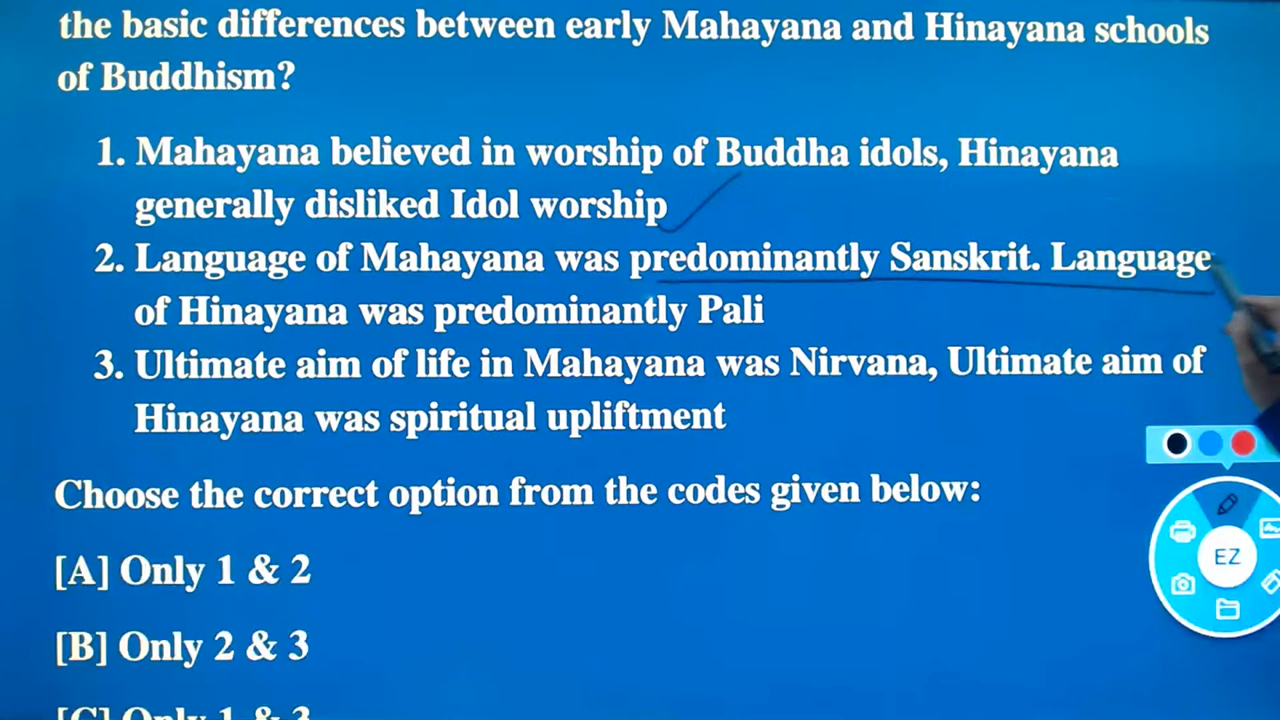 the basic differences between early Mahayana and Hinayana schools
of Buddhism?
1. Mahayana believed in worship of Buddha idols, Hinayana
generally disliked Idol worship
2. Language of Mahayana was predominantly Sanskrit. Language
of Hinayana was predominantly Pali
3. Ultimate aim of life in Mahayana was Nirvana, Ultimate aim of
Hinayana was spiritual upliftment
Choose the correct option from the codes given below:
[A] Only 1 & 2
EZ
[B] Only 2 & 3
[C] Only 1 & 3